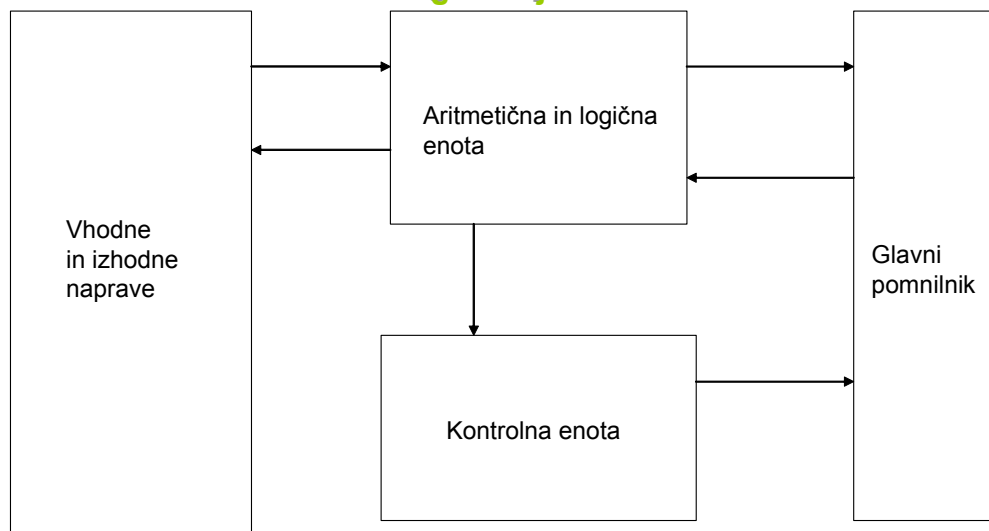 Aritmetična in logična
enota
Vhodne
in izhodne
naprave
Glavni
pomnilnik
Kontrolna enota